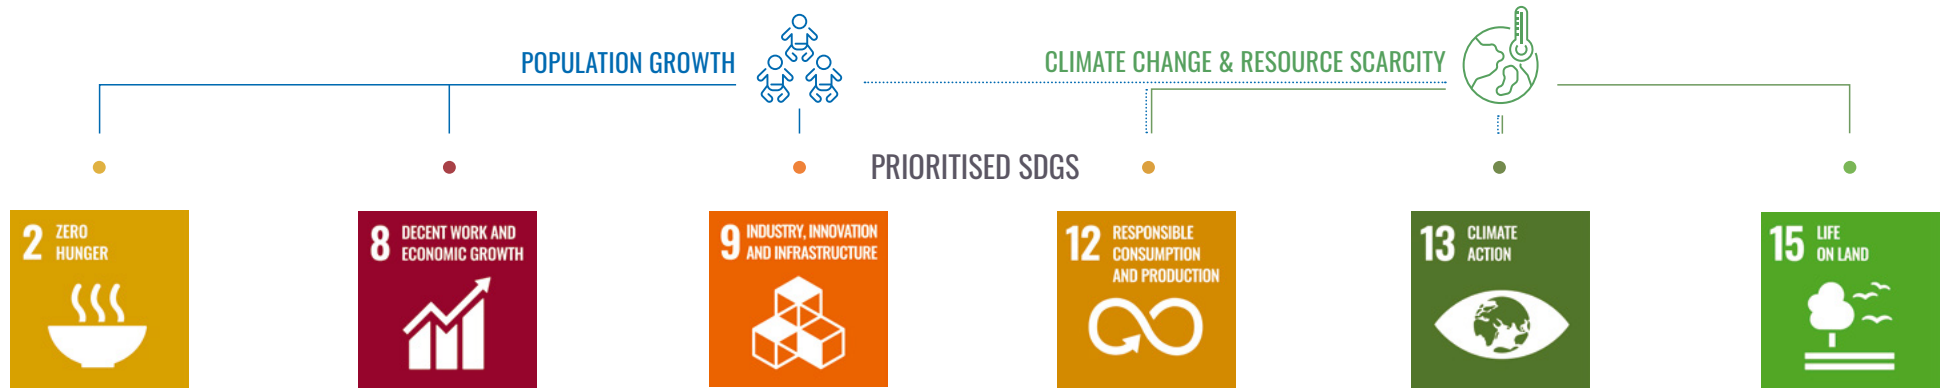 POPULATION GROWTH
CLIMATE CHANGE & RESOURCE SCARCITY
PRIORITISED SDGS
2 ZERO
HUNGER
8 DECENT WORK AND
ECONOMIC GROWTH
9 INDUSTRY, INNOVATION
AND INFRASTRUCTURE
12 RESPONSIBLE
CONSUMPTION
AND PRODUCTION
13 CLIMATE
ACTION
15 LIFE
ON LAND